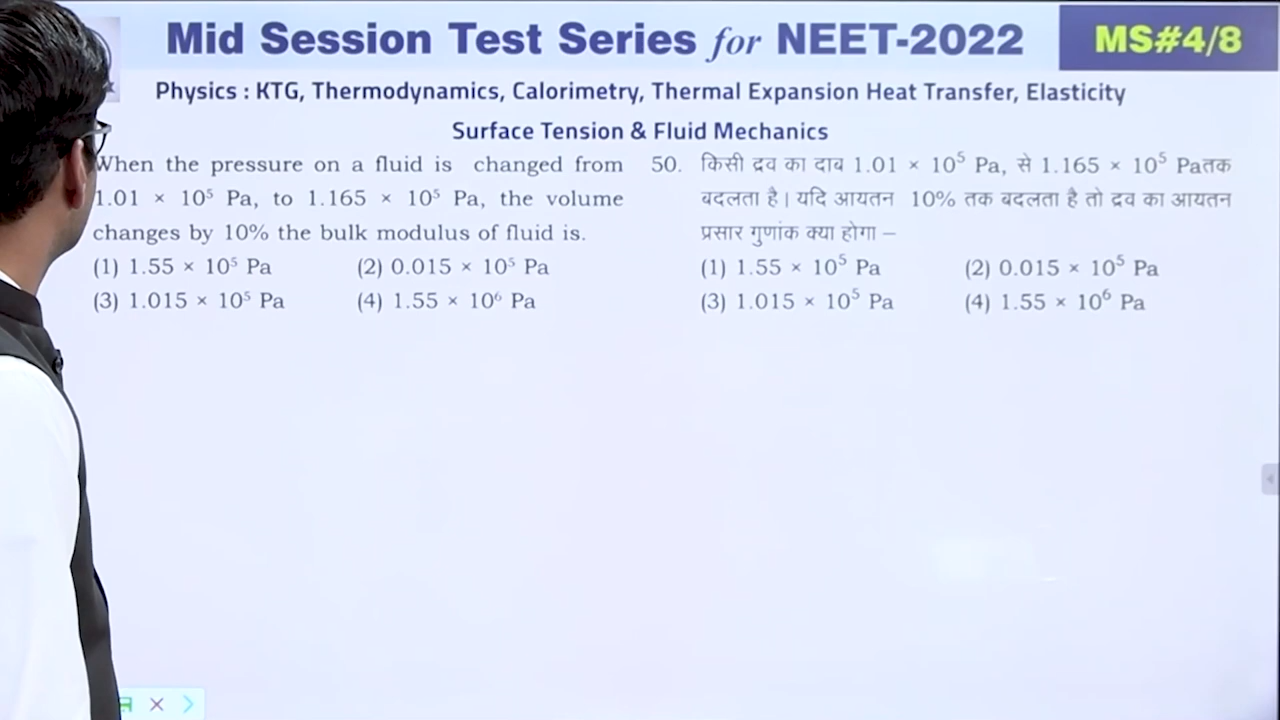 Mid Session Test Series for NEET-2022
MS#4/8
Physics : KTG, Thermodynamics, Calorimetry, Thermal Expansion Heat Transfer, Elasticity
Surface Tension & Fluid Mechanics
When the pressure on a fluid is changed from
1.01 × 10⁵ Pa, to 1.165 × 10⁵ Pa, the volume
changes by 10% the bulk modulus of fluid is.
(1) 1.55 × 10⁵ Pa (2) 0.015 × 10⁵ Pa
(3) 1.015 × 10⁵ Pa (4) 1.55 × 10⁶ Pa
50. किसी द्रव का दाब 1.01 × 10⁵ Pa, से 1.165 × 10⁵ Paतक
बदलता है। यदि आयतन 10% तक बदलता है तो द्रव का आयतन
प्रसार गुणांक क्या होगा –
(1) 1.55 × 10⁵ Pa (2) 0.015 × 10⁵ Pa
(3) 1.015 × 10⁵ Pa (4) 1.55 × 10⁶ Pa